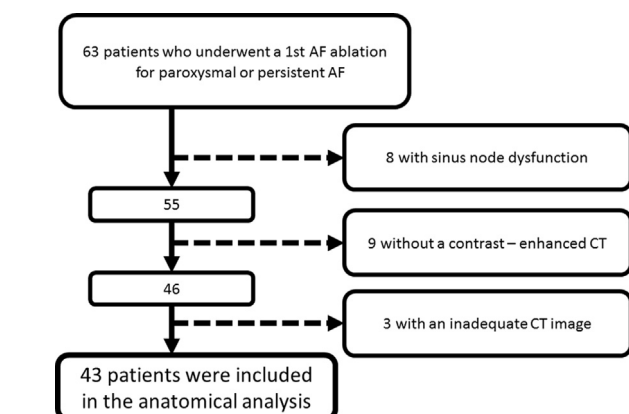 63 patients who underwent a 1st AF ablation
for paroxysmal or persistent AF
8 with sinus node dysfunction
55
9 without a contrast – enhanced CT
46
3 with an inadequate CT image
43 patients were included
in the anatomical analysis